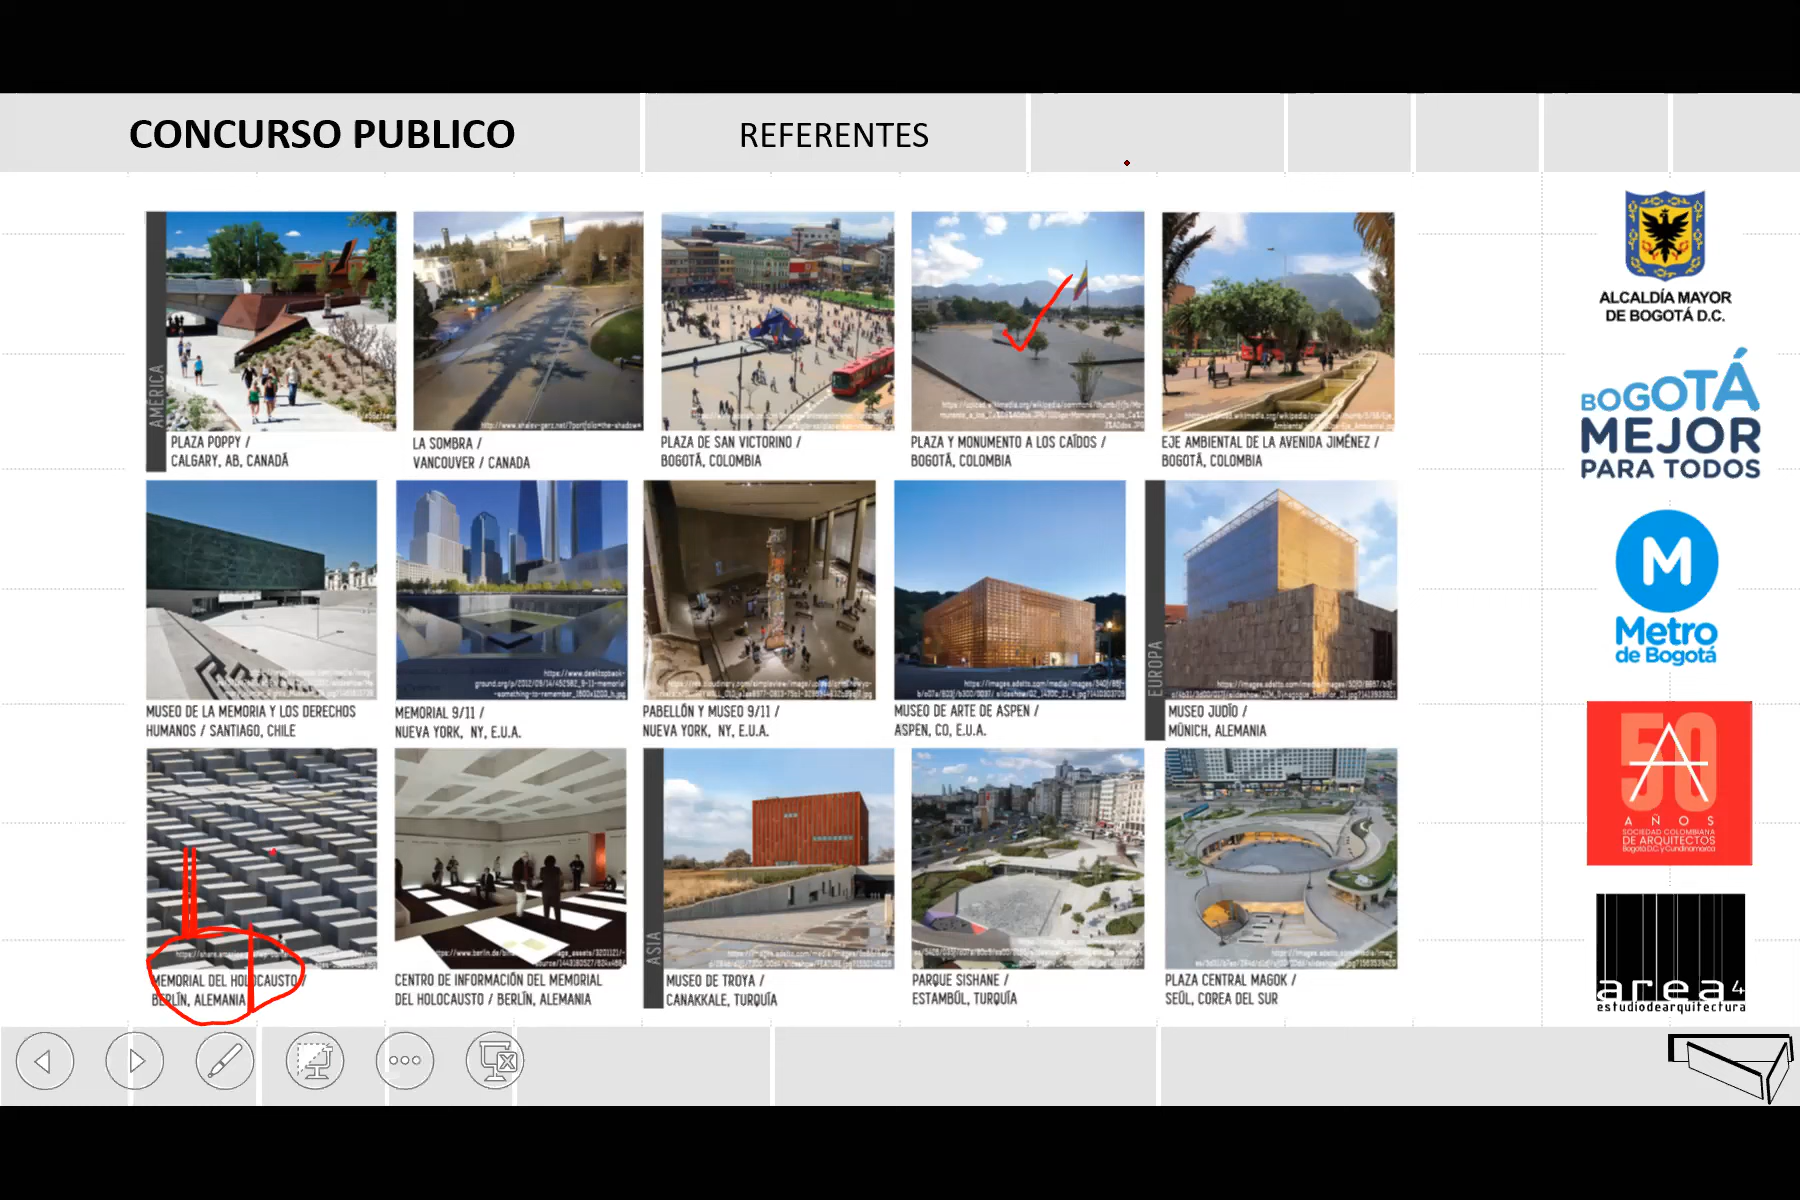 CONCURSO PUBLICO
REFERENTES
AMÉRICA
PLAZA POPPY /
CALGARY, AB, CANADÁ
LA SOMBRA /
VANCOUVER / CANADA
PLAZA DE SAN VICTORINO /
BOGOTÁ, COLOMBIA
PLAZA Y MONUMENTO A LOS CAÍDOS /
BOGOTÁ, COLOMBIA
EJE AMBIENTAL DE LA AVENIDA JIMÉNEZ /
BOGOTÁ, COLOMBIA
MUSEO DE LA MEMORIA Y LOS DERECHOS
HUMANOS / SANTIAGO, CHILE
MEMORIAL 9/11 /
NUEVA YORK, NY, E.U.A.
PABELLÓN Y MUSEO 9/11 /
NUEVA YORK, NY, E.U.A.
MUSEO DE ARTE DE ASPEN /
ASPEN, CO, E.U.A.
EUROPA
MUSEO JUDÍO /
MÚNICH, ALEMANIA
MEMORIAL DEL HOLOCAUSTO /
BERLÍN, ALEMANIA
CENTRO DE INFORMACIÓN DEL MEMORIAL
DEL HOLOCAUSTO / BERLÍN, ALEMANIA
ASIA
MUSEO DE TROYA /
CANAKKALE, TURQUÍA
PARQUE SISHANE /
ESTAMBÚL, TURQUÍA
PLAZA CENTRAL MAGOK /
SEÚL, COREA DEL SUR
ALCALDÍA MAYOR
DE BOGOTÁ D.C.
BOGOTÁ
MEJOR
PARA TODOS
M
Metro
de Bogotá
50
AÑOS
SOCIEDAD COLOMBIANA
DE ARQUITECTOS
Bogotá D.C. y Cundinamarca
area4
estudiodearquitectura